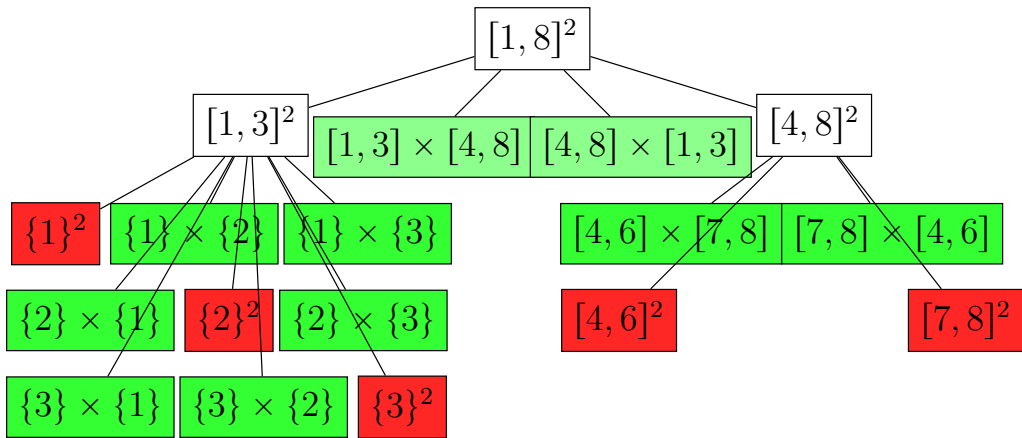 [1, 8]²
[1, 3]²
[1, 3] × [4, 8]
[4, 8] × [1, 3]
[4, 8]²
{1}²
{1} × {2}
{1} × {3}
[4, 6] × [7, 8]
[7, 8] × [4, 6]
{2} × {1}
{2}²
{2} × {3}
[4, 6]²
[7, 8]²
{3} × {1}
{3} × {2}
{3}²